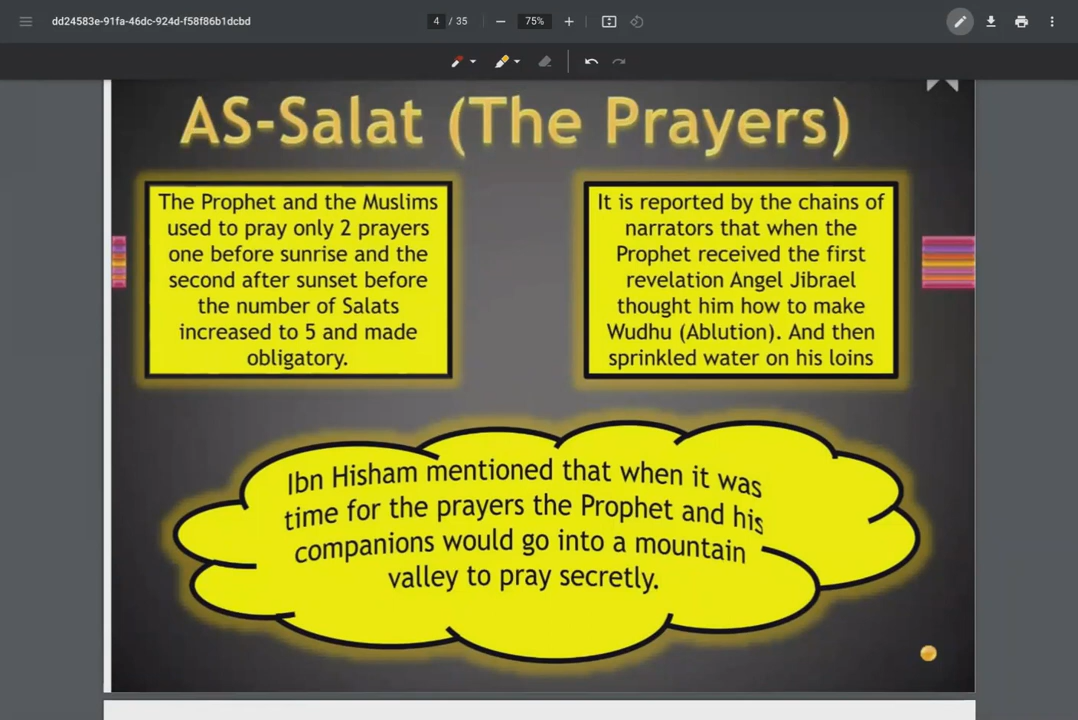 dd24583e-91fa-46dc-924d-f58f86b1dcbd
4 / 35
75%
AS-Salat (The Prayers)
The Prophet and the Muslims
used to pray only 2 prayers
one before sunrise and the
second after sunset before
the number of Salats
increased to 5 and made
obligatory.
It is reported by the chains of
narrators that when the
Prophet received the first
revelation Angel Jibrael
thought him how to make
Wudhu (Ablution). And then
sprinkled water on his loins
Ibn Hisham mentioned that when it was
time for the prayers the Prophet and his
companions would go into a mountain
valley to pray secretly.